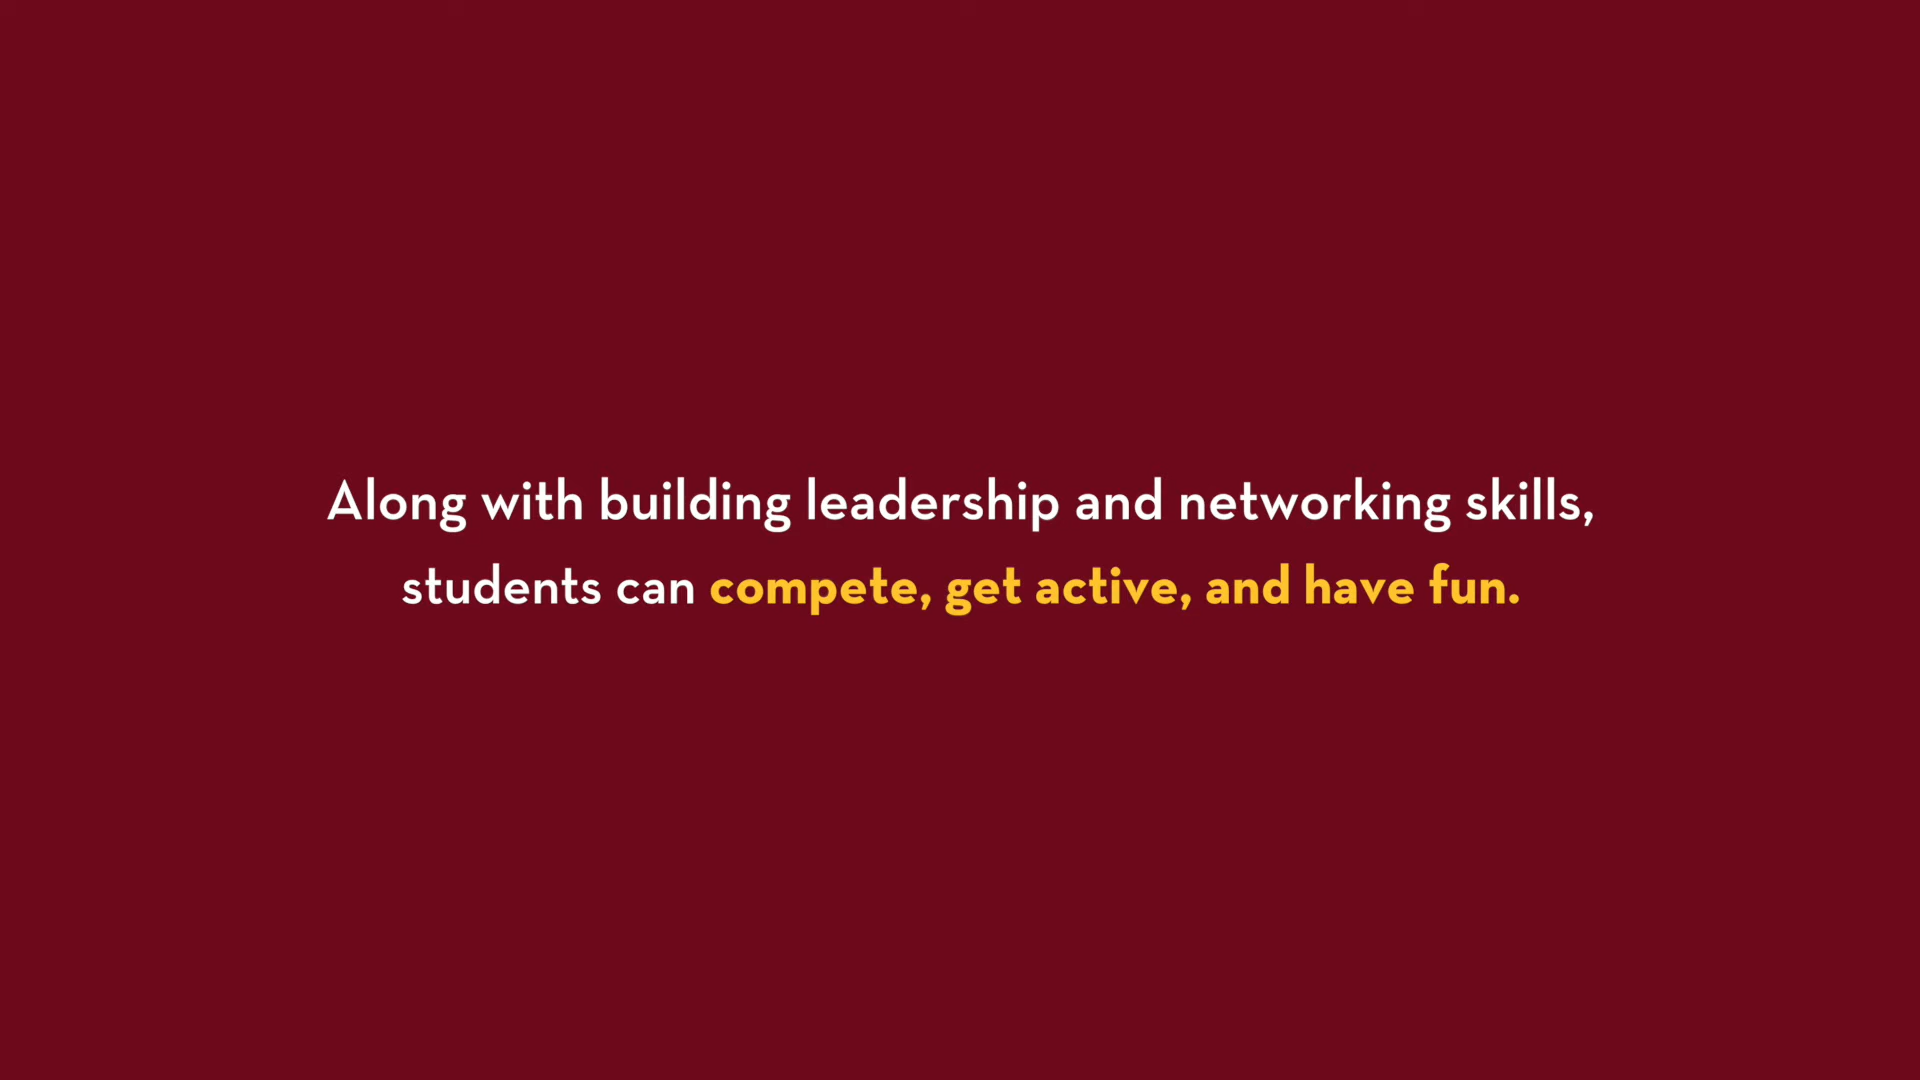 Along with building leadership and networking skills,
students can compete, get active, and have fun.